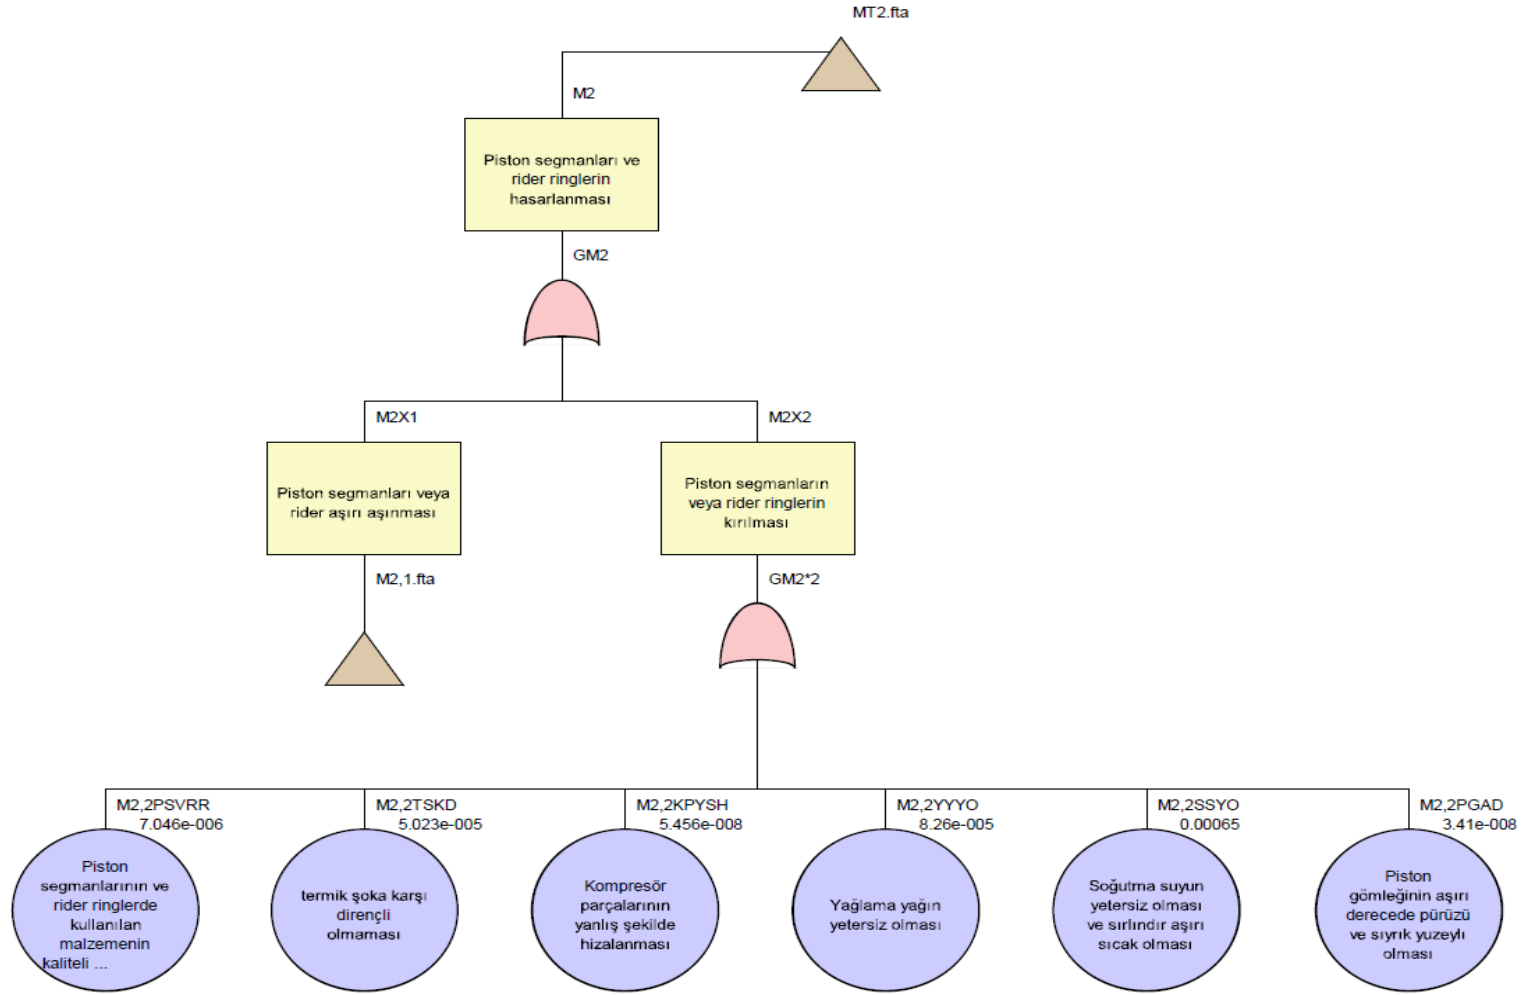 MT2.fta
M2
Piston segmanları ve
rider ringlerin
hasarlanması
GM2
M2X1
Piston segmanları veya
rider aşırı aşınması
M2,1.fta
M2X2
Piston segmanların
veya rider ringlerin
kırılması
GM2*2
M2,2PSVRR
7.046e-006
Piston
segmanlarının ve
rider ringlerde
kullanılan
malzemenin
kaliteli ...
M2,2TSKD
5.023e-005
termik şoka karşı
dirençli
olmaması
M2,2KPYSH
5.456e-008
Kompresör
parçalarının
yanlış şekilde
hizalanması
M2,2YYYO
8.26e-005
Yağlama yağın
yetersiz olması
M2,2SSYO
0.00065
Soğutma suyun
yetersiz olması
ve sırlındır aşırı
sıcak olması
M2,2PGAD
3.41e-008
Piston
gömleğinin aşırı
derecede pürüzü
ve sıyrık yuzeylı
olması